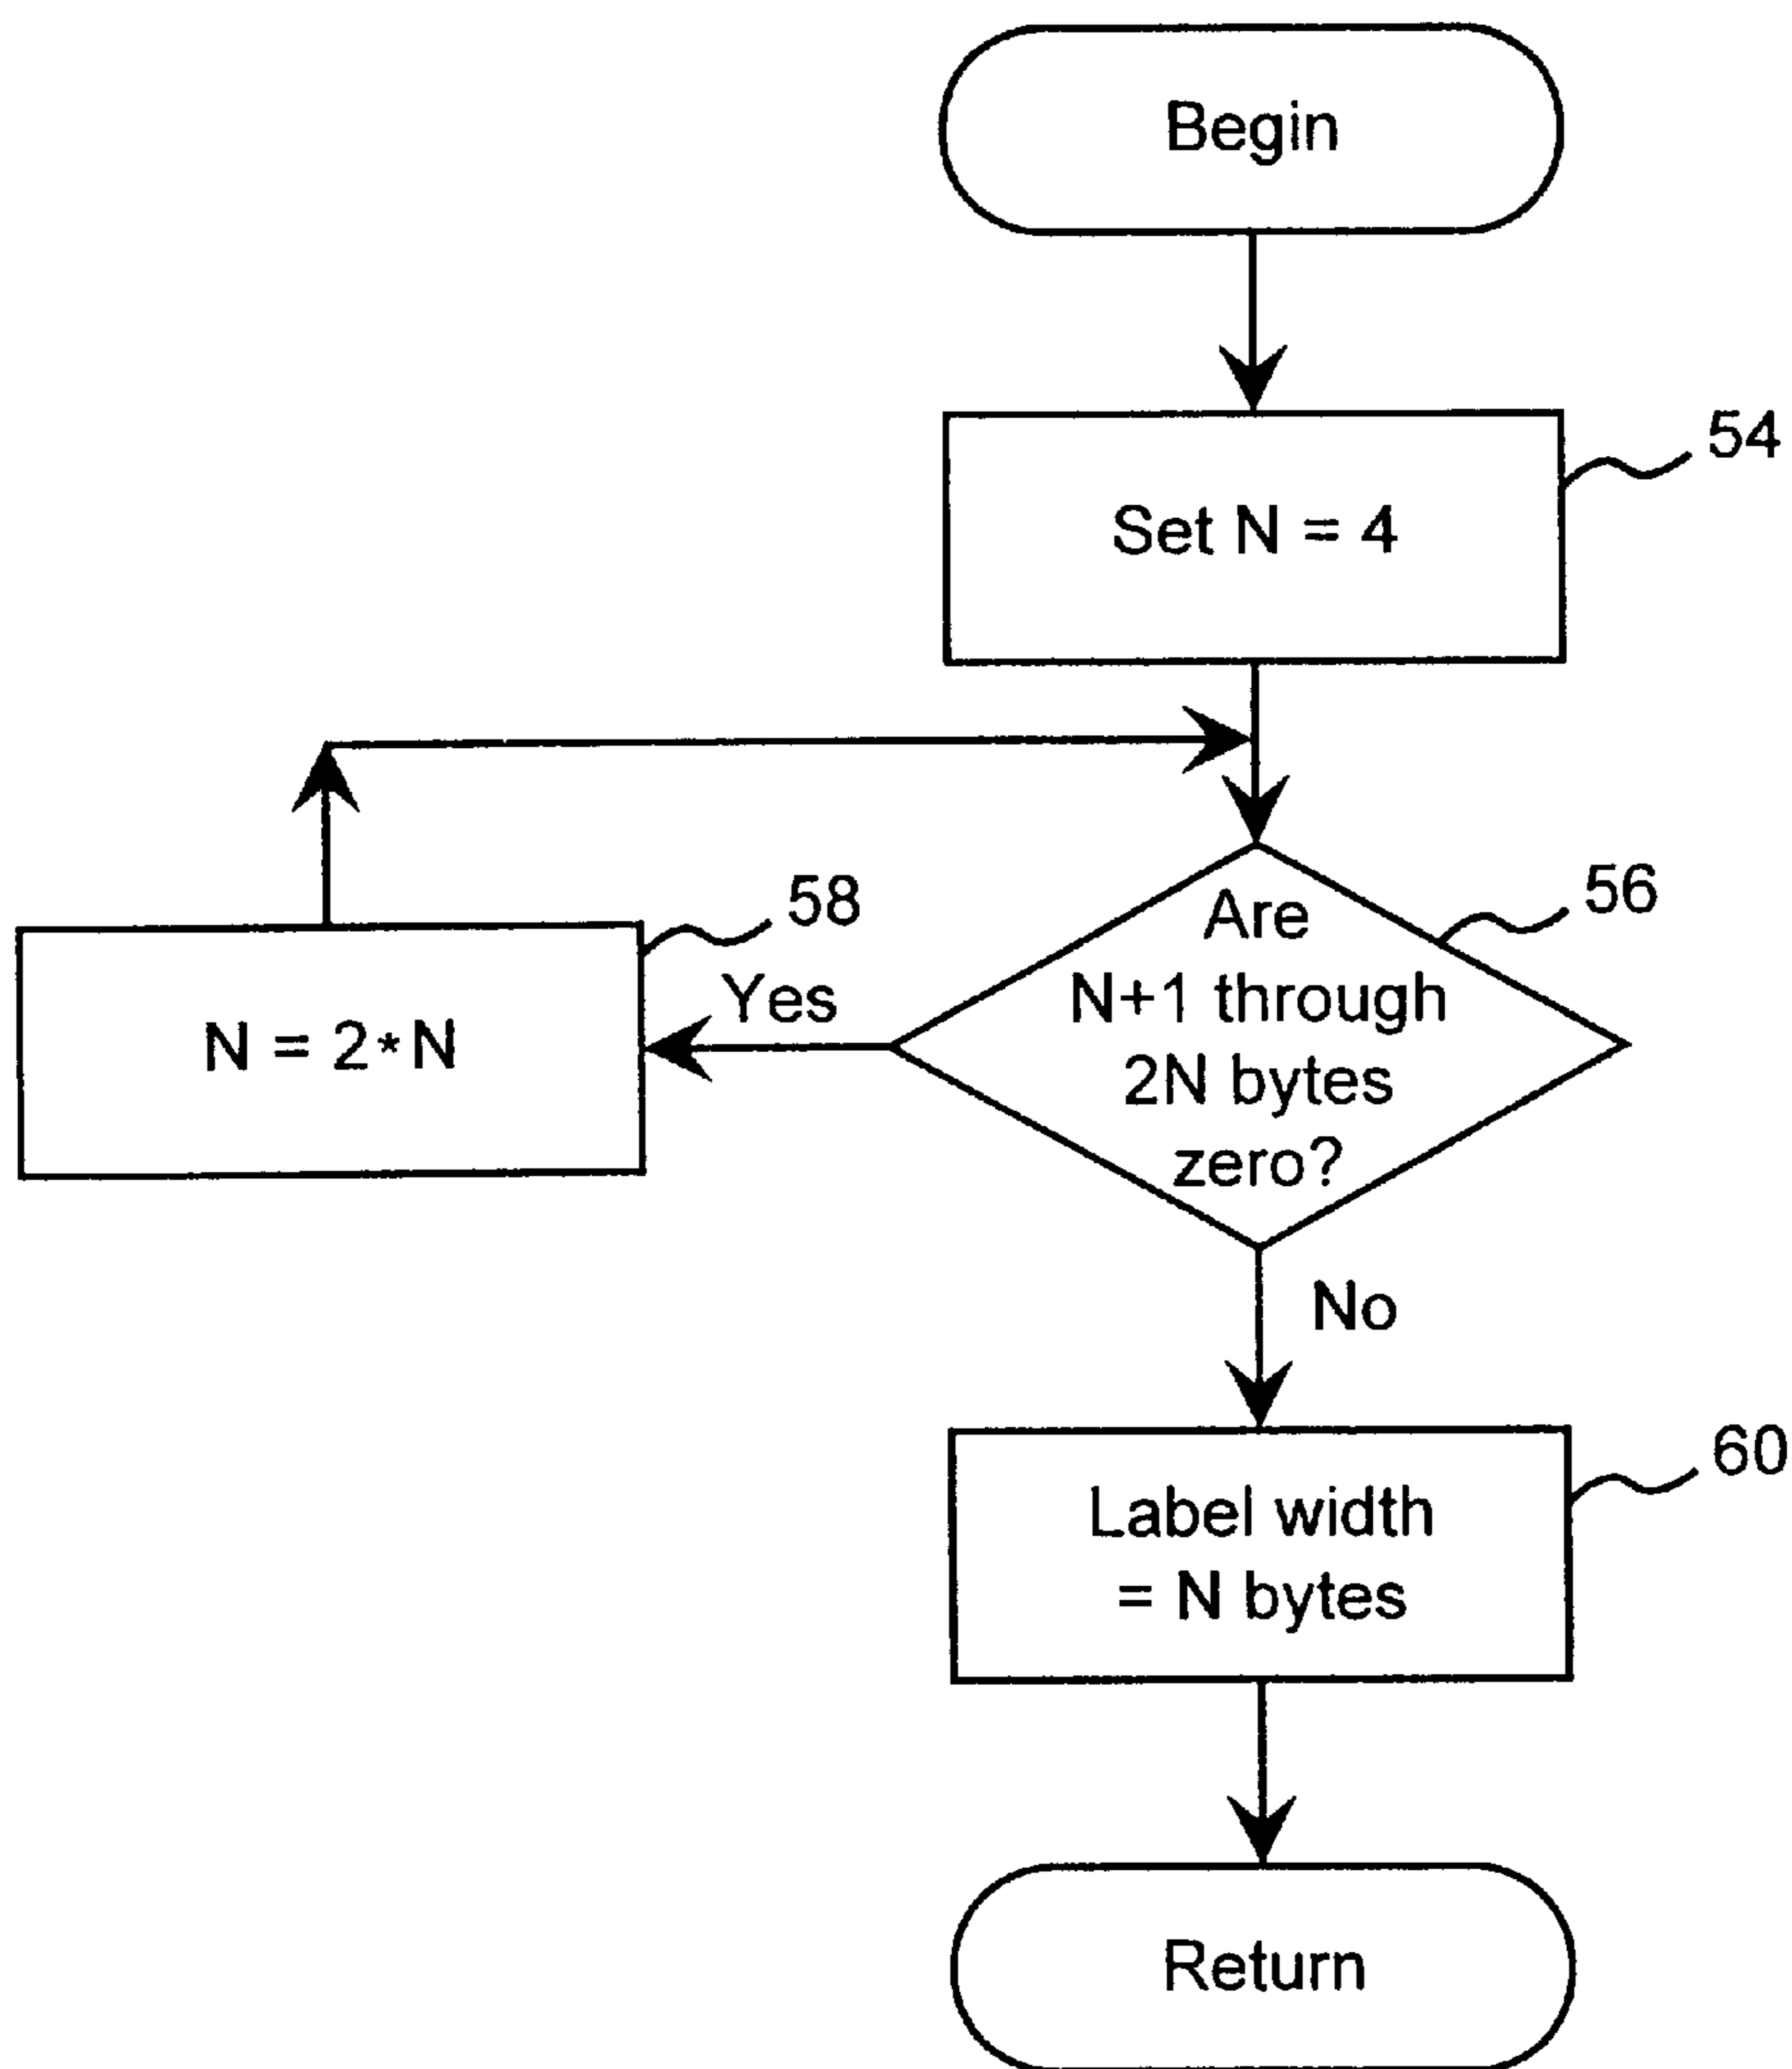 Begin
54
Set N = 4
58
56
Are
N+1 through
2N bytes
zero?
Yes
N = 2*N
No
60
Label width
= N bytes
Return